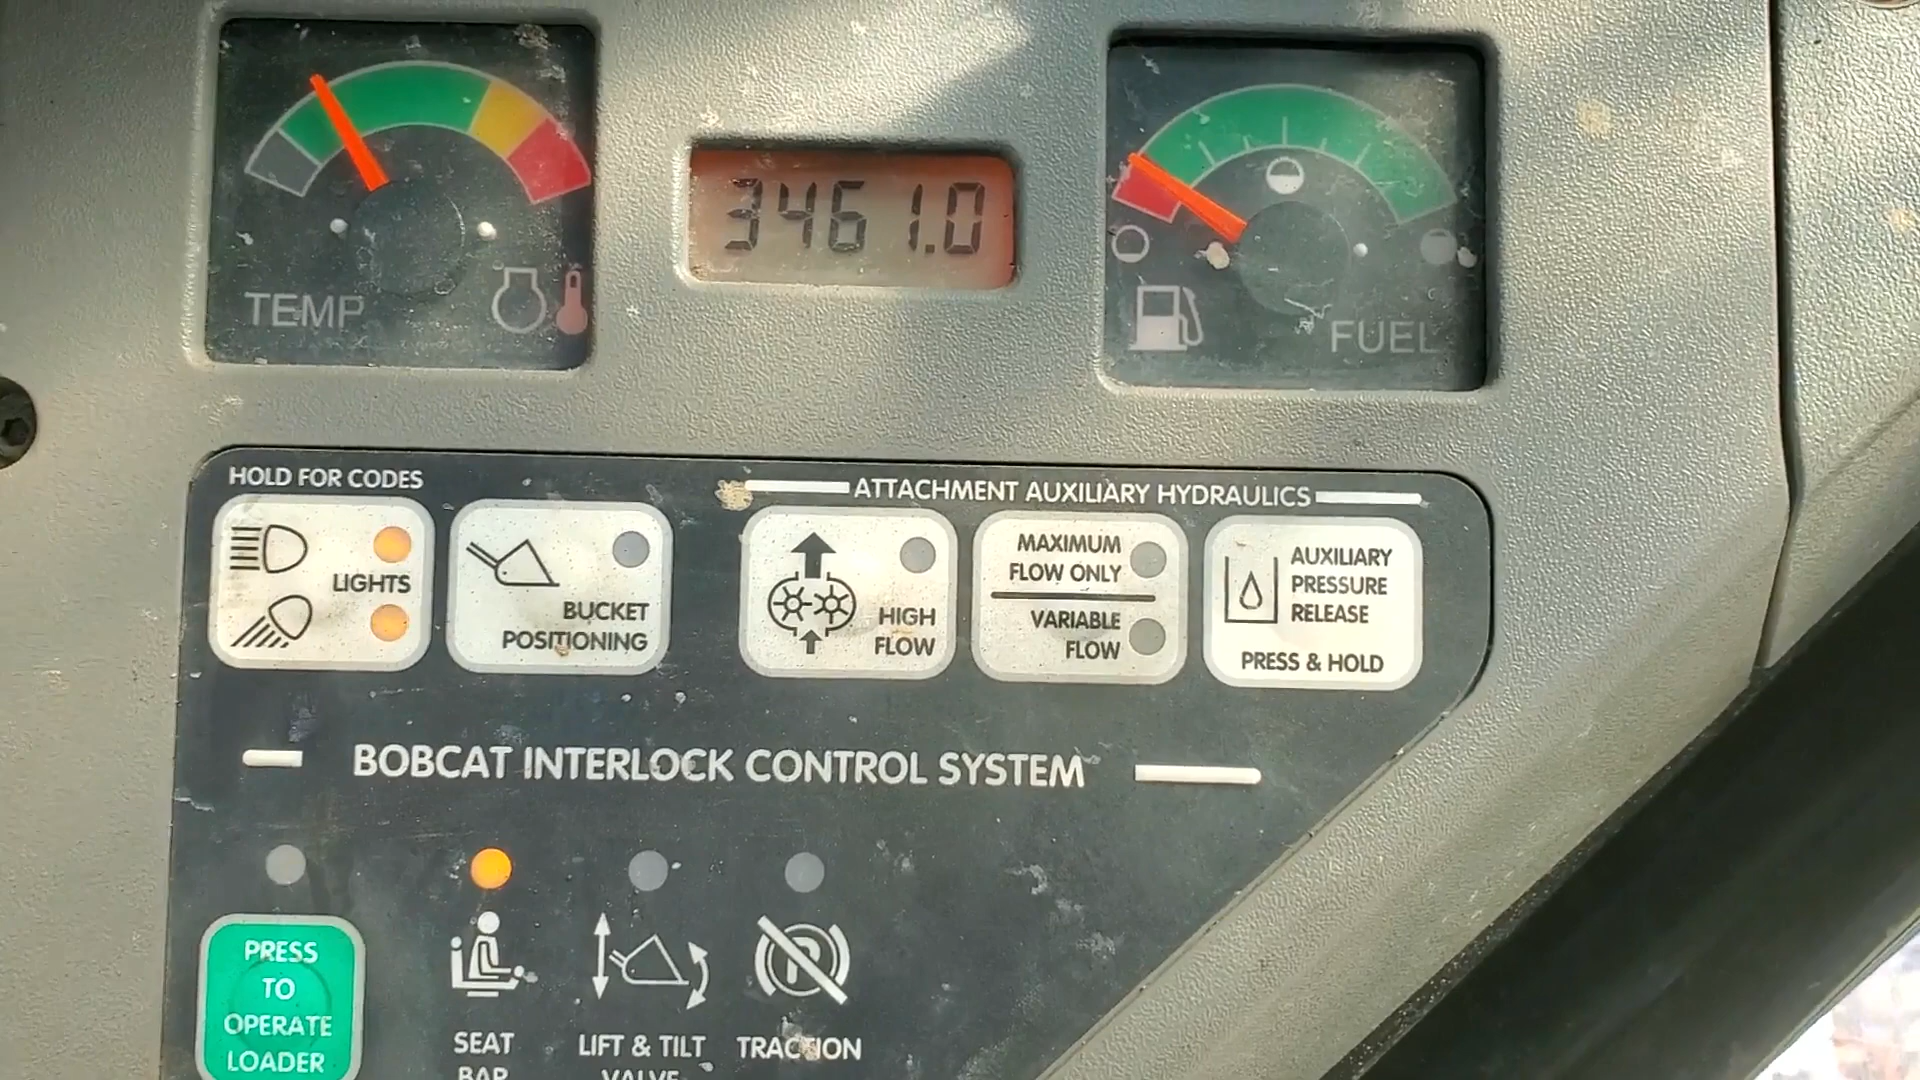 3461.0
TEMP
FUEL
HOLD FOR CODES
ATTACHMENT AUXILIARY HYDRAULICS
LIGHTS
BUCKET
POSITIONING
HIGH
FLOW
MAXIMUM
FLOW ONLY
VARIABLE
FLOW
AUXILIARY
PRESSURE
RELEASE
PRESS & HOLD
BOBCAT INTERLOCK CONTROL SYSTEM
PRESS
TO
OPERATE
LOADER
SEAT
BAR
P
LIFT & TILT
VALVE
TRACTION